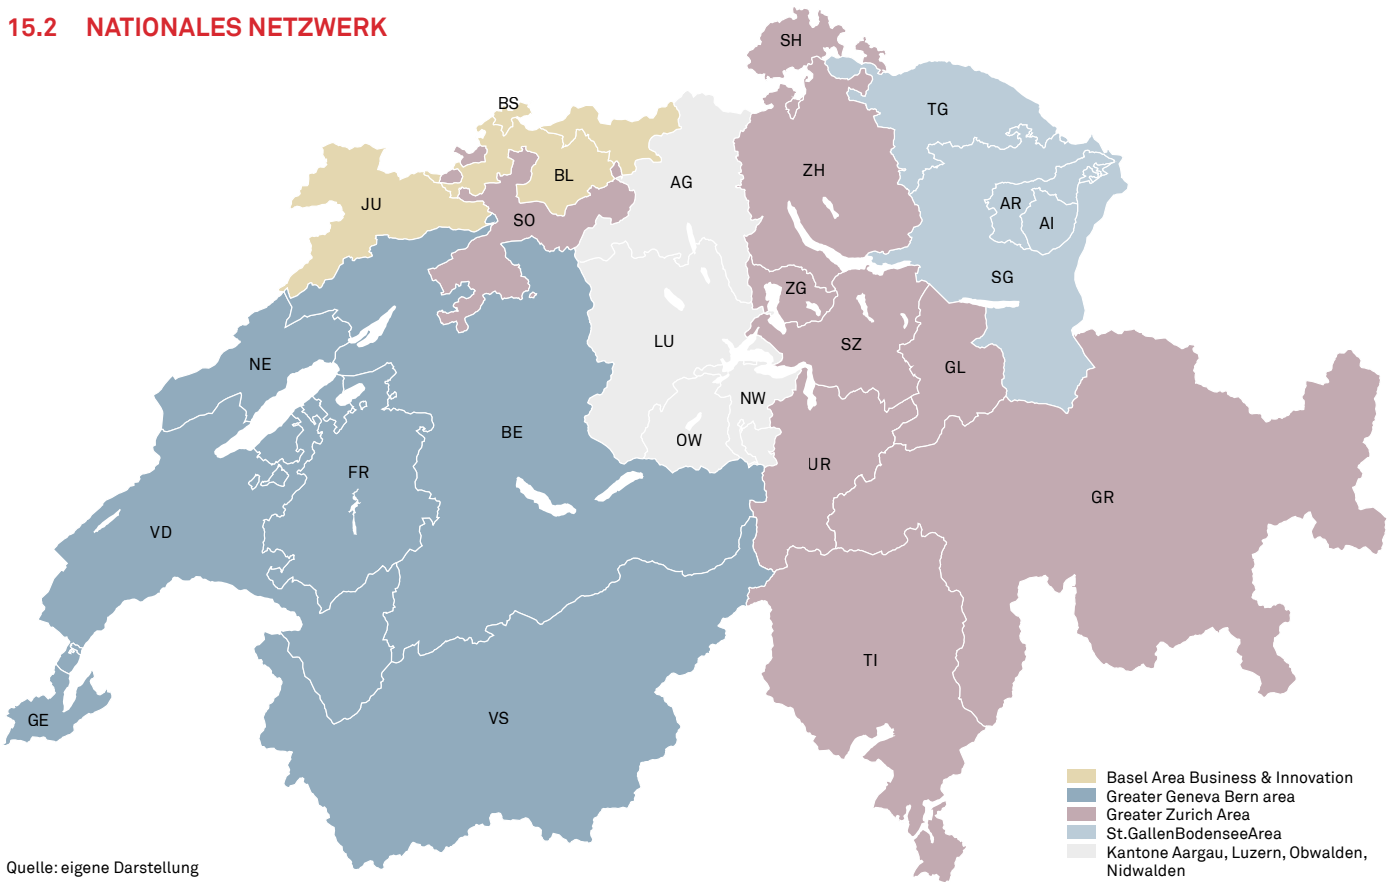 15.2 NATIONALES NETZWERK
SH
BS
TG
BL
AG
ZH
JU
SO
AR
AI
SG
ZG
LU
SZ
NE
GL
NW
BE
OW
FR
UR
GR
VD
TI
GE
VS
Basel Area Business & Innovation
Greater Geneva Bern area
Greater Zurich Area
St.GallenBodenseeArea
Kantone Aargau, Luzern, Obwalden,
Nidwalden
Quelle: eigene Darstellung